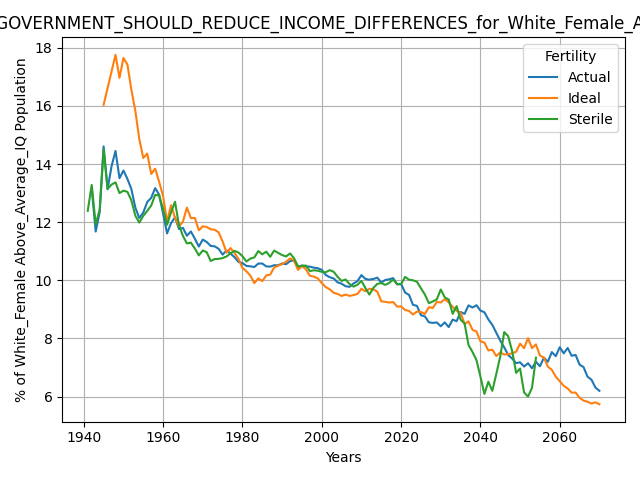 GOVERNMENT_SHOULD_REDUCE_INCOME_DIFFERENCES_for_White_Female_A
% of White_Female Above_Average_IQ Population
18
16
14
12
10
8
6
Fertility
Actual
Ideal
Sterile
1940 1960 1980 2000 2020 2040 2060
Years